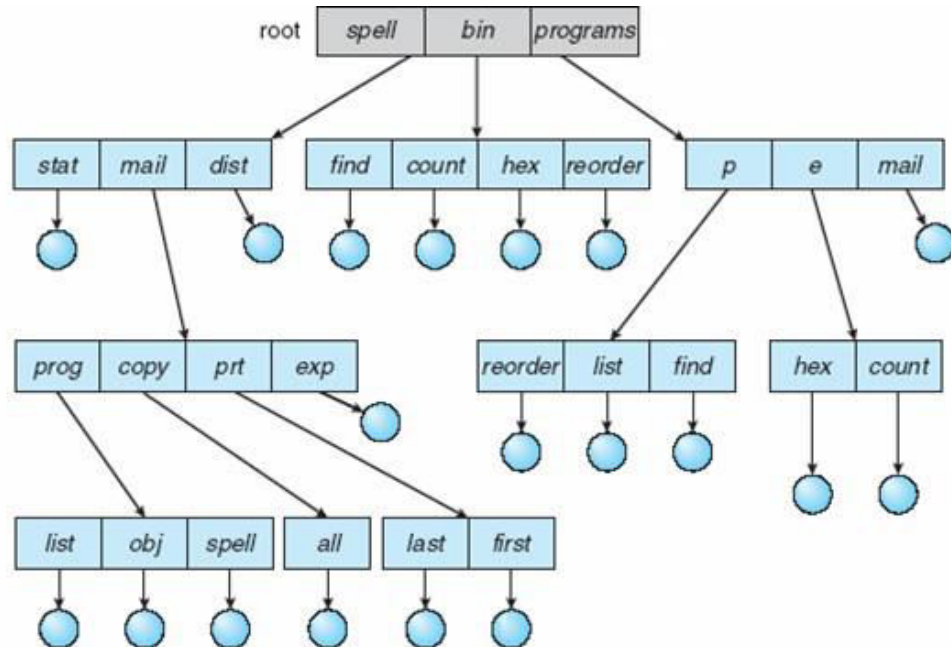 root spell bin programs
stat mail dist find count hex reorder p e mail
prog copy prt exp reorder list find hex count
list obj spell all last first